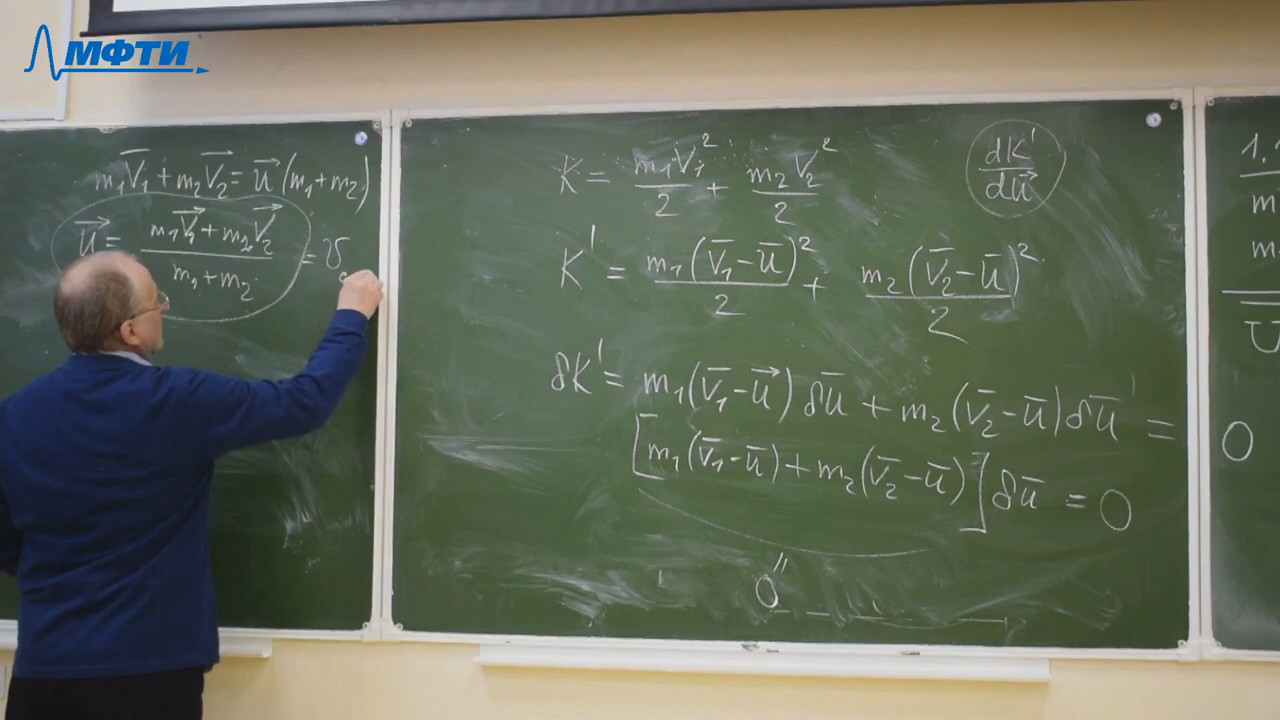 МФТИ
m₁V̄₁ + m₂V̄₂ = u⃗ (m₁ + m₂)
u⃗ = (m₁V⃗₁ + m₂V⃗₂) / (m₁ + m₂) = V
K = m₁V₁² / 2 + m₂V₂² / 2
dK' / du⃗
K' = m₁(V̄₁ - ū)² / 2 + m₂(V̄₂ - ū)² / 2
δK' = m₁(V̄₁ - u⃗)δū + m₂(V̄₂ - ū)δū = 0
[m₁(V̄₁ - ū) + m₂(V̄₂ - ū)]δū = 0
0
1.
m
m